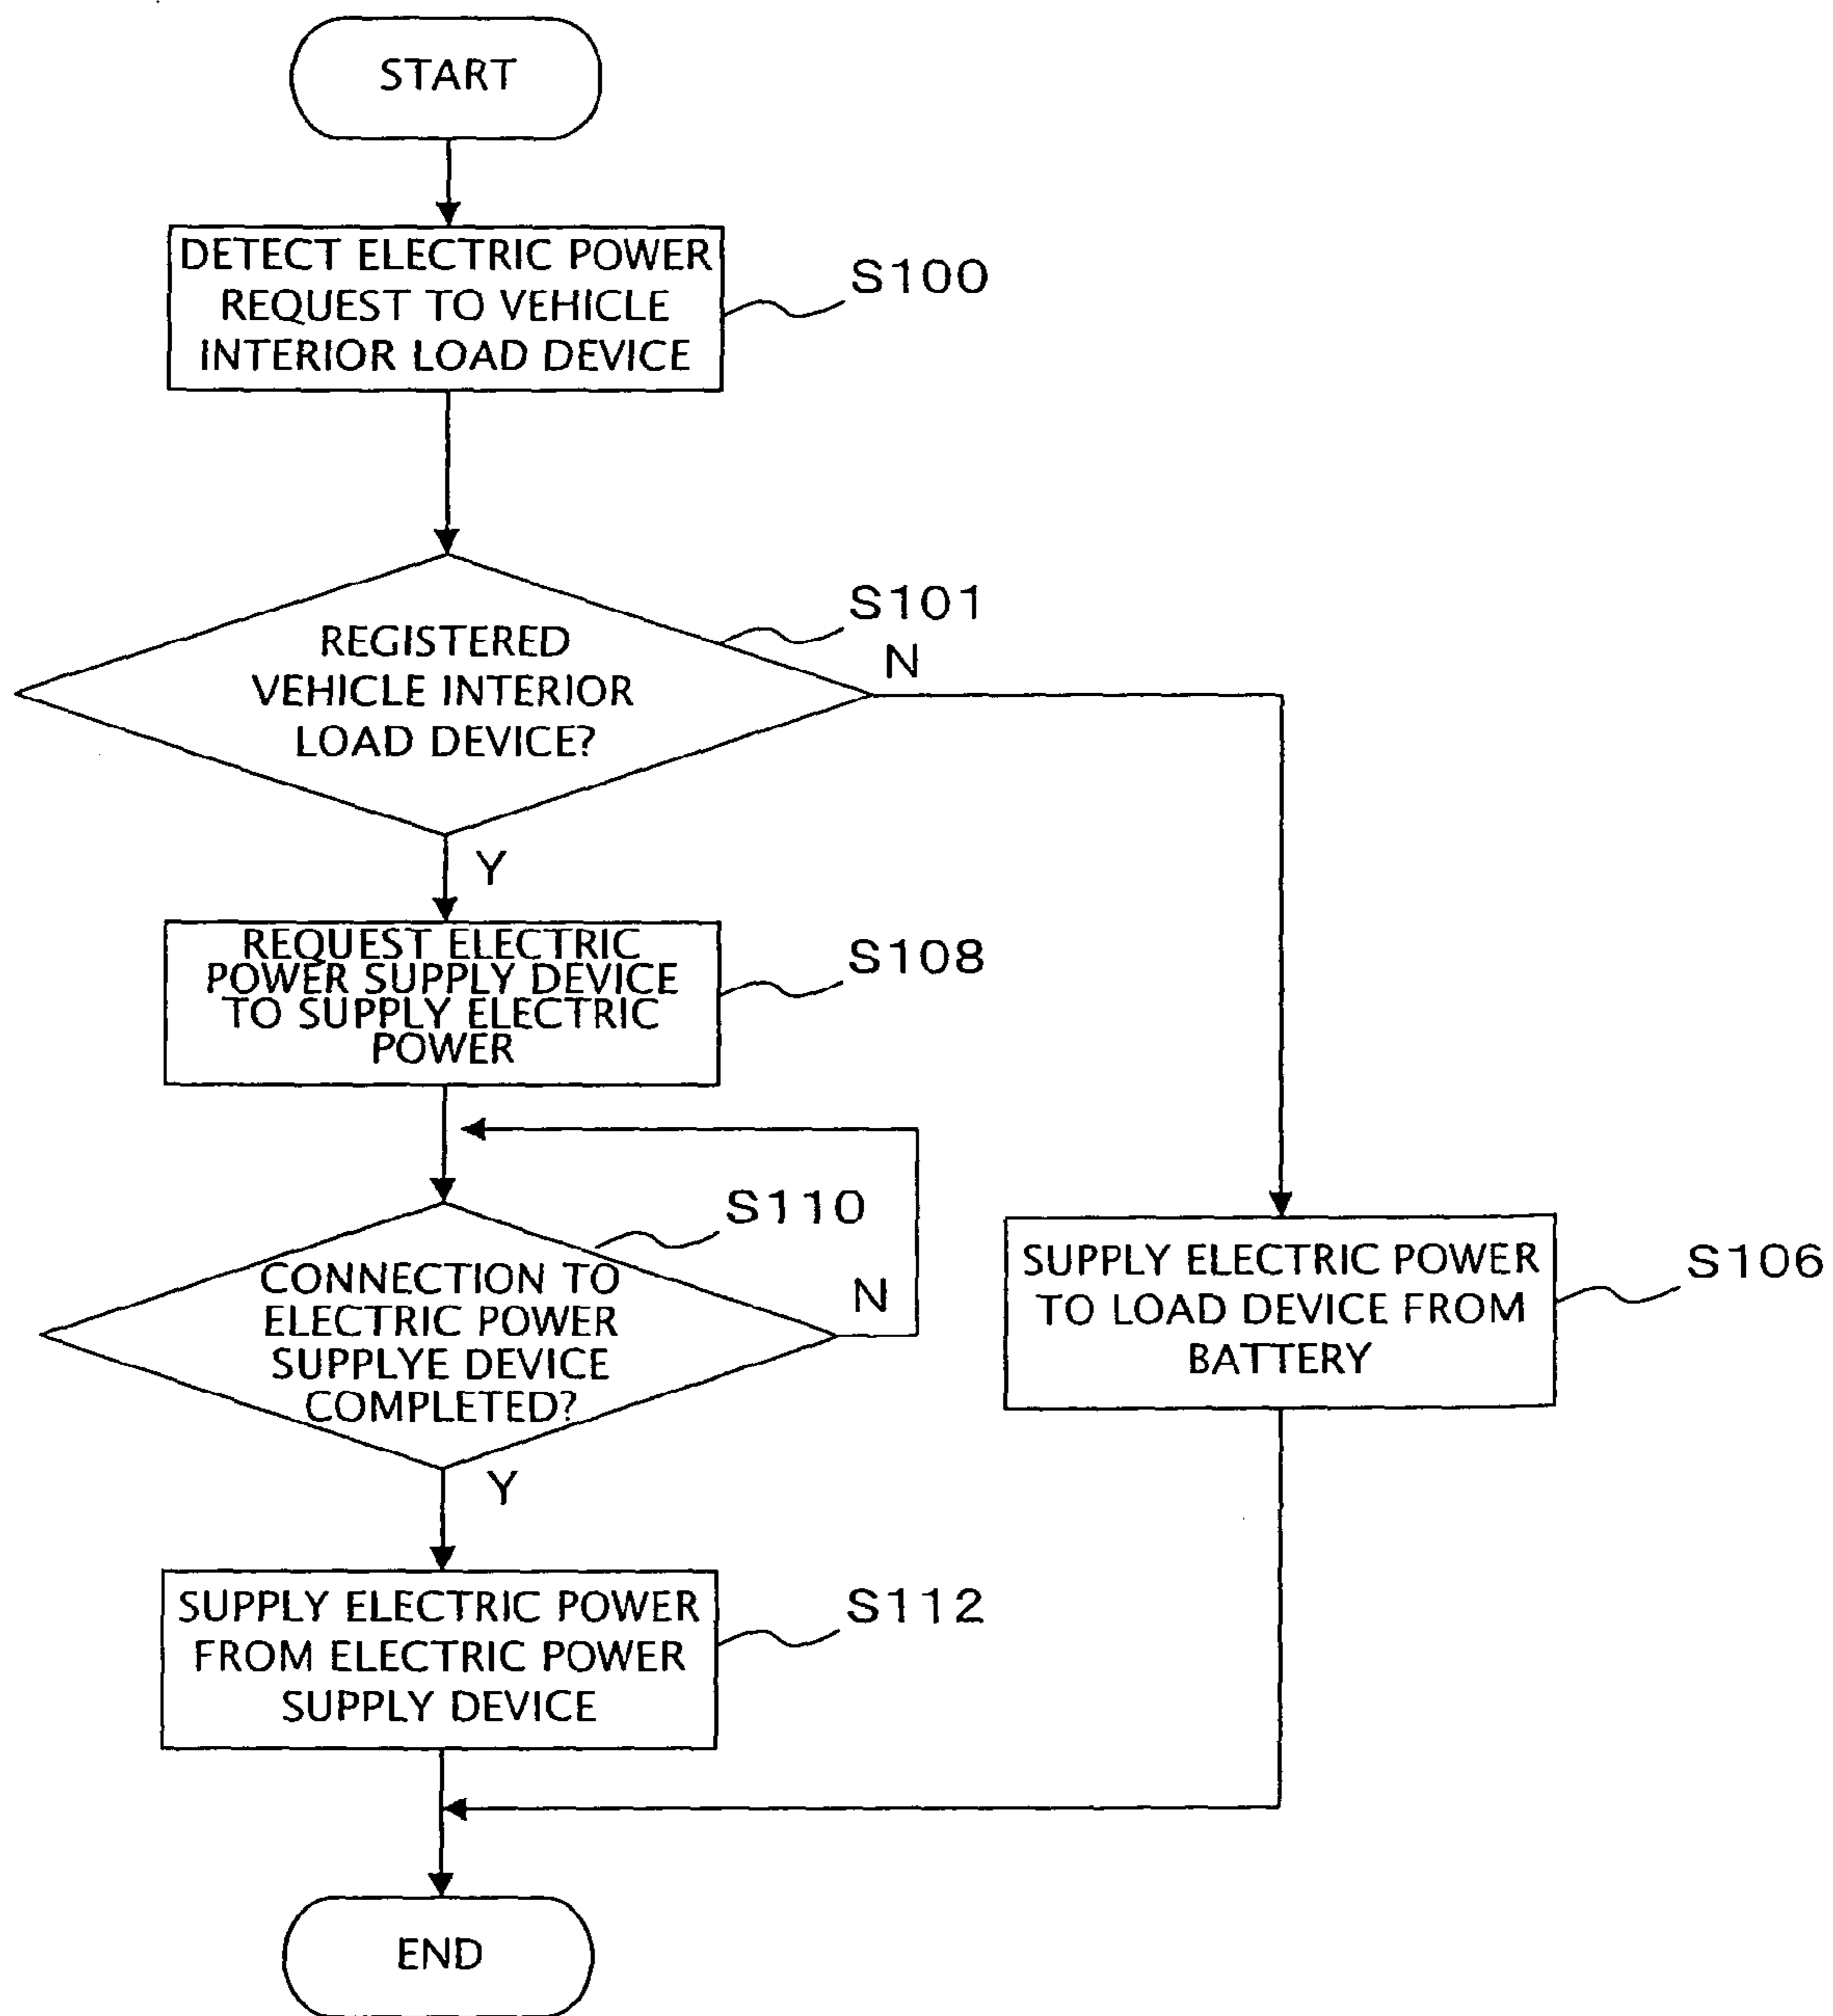 START
DETECT ELECTRIC POWER
REQUEST TO VEHICLE
INTERIOR LOAD DEVICE
S100
S101
REGISTERED
VEHICLE INTERIOR
LOAD DEVICE?
N
Y
REQUEST ELECTRIC
POWER SUPPLY DEVICE
TO SUPPLY ELECTRIC
POWER
S108
S110
CONNECTION TO
ELECTRIC POWER
SUPPLYE DEVICE
COMPLETED?
N
Y
SUPPLY ELECTRIC POWER
TO LOAD DEVICE FROM
BATTERY
S106
SUPPLY ELECTRIC POWER
FROM ELECTRIC POWER
SUPPLY DEVICE
S112
END